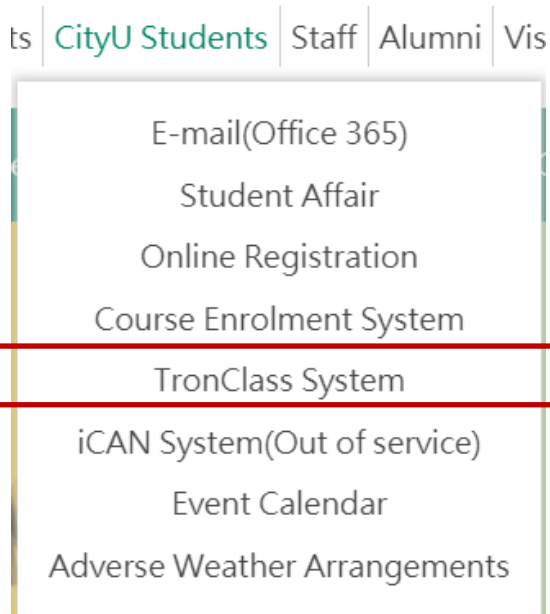 ts CityU Students Staff Alumni Vis
E-mail(Office 365)
Student Affair
Online Registration
Course Enrolment System
TronClass System
iCAN System(Out of service)
Event Calendar
Adverse Weather Arrangements